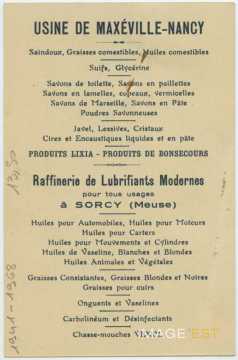 USINE DE MAXÉVILLE-NANCY
Saindoux, Graisses comestibles, Huiles comestibles
Suifs, Glycérine
Savons de toilette, Savons en paillettes
Savons en lamelles, copeaux, vermicelles
Savons de Marseille, Savons en Pâte
Poudres Savonneuses
Javel, Lessives, Cristaux
Cires et Encaustiques liquides et en pâte
PRODUITS LIXIA - PRODUITS DE BONSECOURS
Raffinerie de Lubrifiants Modernes
pour tous usages
à SORCY (Meuse)
Huiles pour Automobiles, Huiles pour Moteurs
Huiles pour Carters
Huiles pour Mouvements et Cylindres
Huiles de Vaseline, Blanches et Blondes
Huiles Animales et Végétales
Graisses Consistantes, Graisses Blondes et Noires
Graisses pour cuirs
Onguents et Vaselines
Carbolinéum et Désinfectants
Chasse-mouches
IMAGE'EST
1941-1968